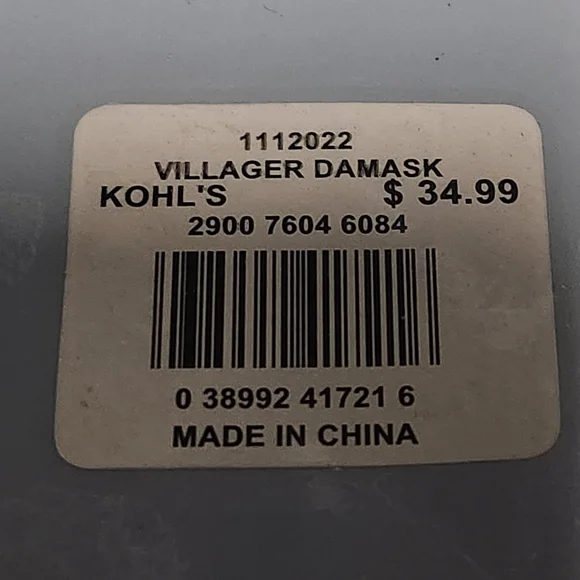 1112022
VILLAGER DAMASK
KOHL'S $ 34.99
2900 7604 6084
0 38992 41721 6
MADE IN CHINA